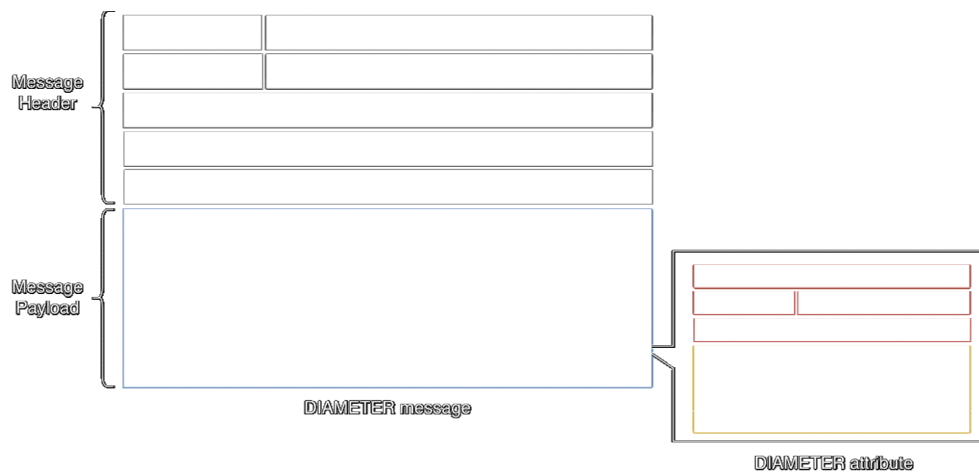 Message
Header
Message
Payload
DIAMETER message
DIAMETER attribute